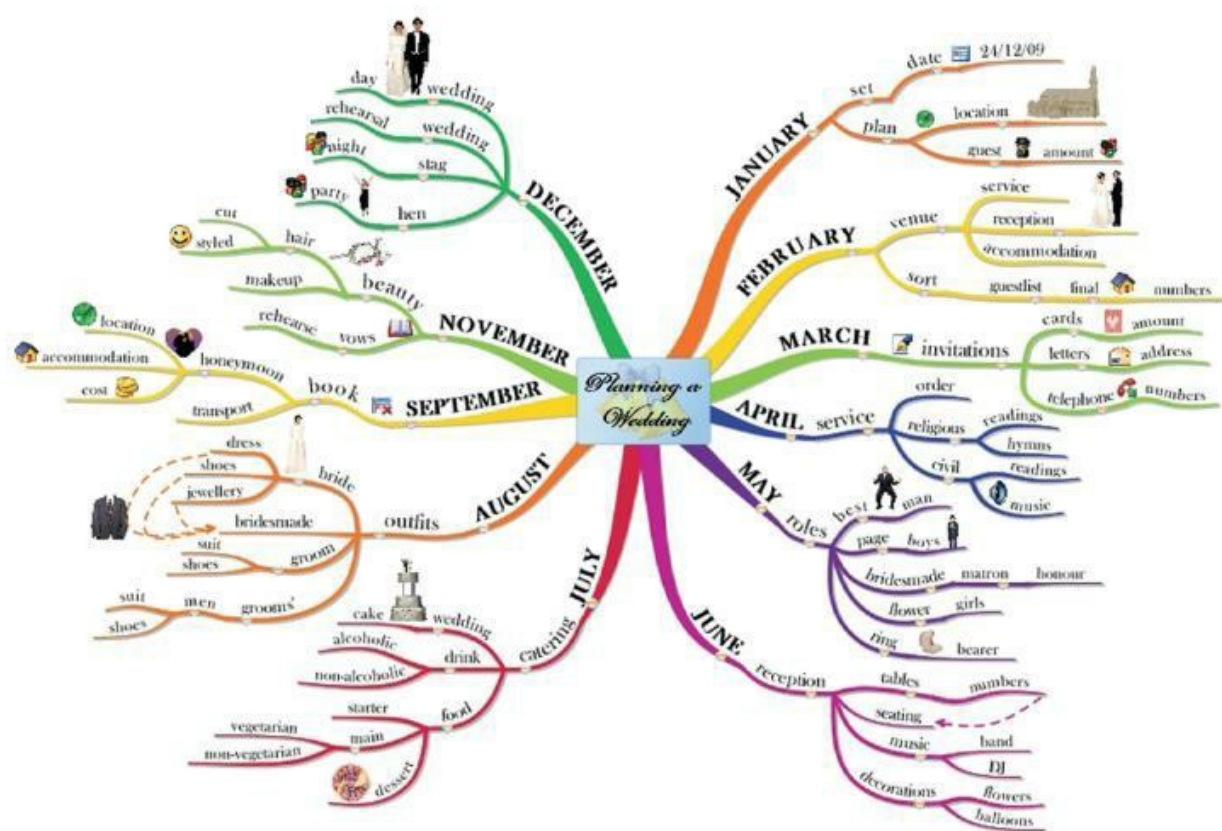 Planning a
Wedding
JANUARY
set
date
24/12/09
plan
location
guest
amount
FEBRUARY
venue
service
reception
accommodation
sort
guestlist
final
numbers
MARCH
invitations
cards
amount
letters
address
telephone
numbers
APRIL
service
order
religious
readings
hymns
civil
readings
music
MAY
roles
best
man
page
boys
bridesmade
matron
honour
flower
girls
ring
bearer
JUNE
reception
tables
numbers
seating
music
band
DJ
decorations
flowers
balloons
JULY
catering
wedding
cake
drink
alcoholic
non-alcoholic
food
starter
main
vegetarian
non-vegetarian
dessert
AUGUST
outfits
bride
dress
shoes
jewellery
bridesmade
groom
suit
shoes
grooms'
men
suit
shoes
SEPTEMBER
book
honeymoon
location
accommodation
cost
transport
NOVEMBER
beauty
hair
cut
styled
makeup
vows
rehearse
DECEMBER
wedding
day
wedding
rehearsal
stag
night
hen
party